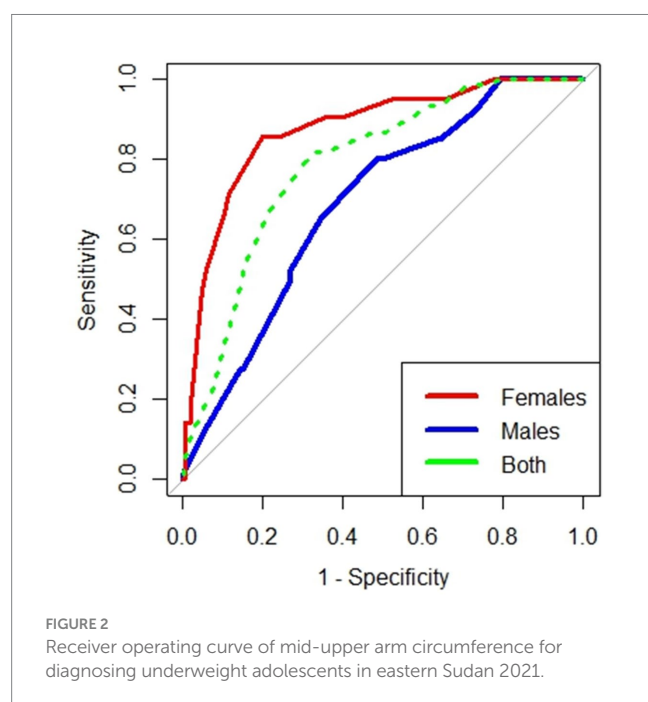 1.0
0.8
0.6
0.4
0.2
0.0
Sensitivity
Females
Males
Both
0.0 0.2 0.4 0.6 0.8 1.0
1 - Specificity
FIGURE 2
Receiver operating curve of mid-upper arm circumference for
diagnosing underweight adolescents in eastern Sudan 2021.